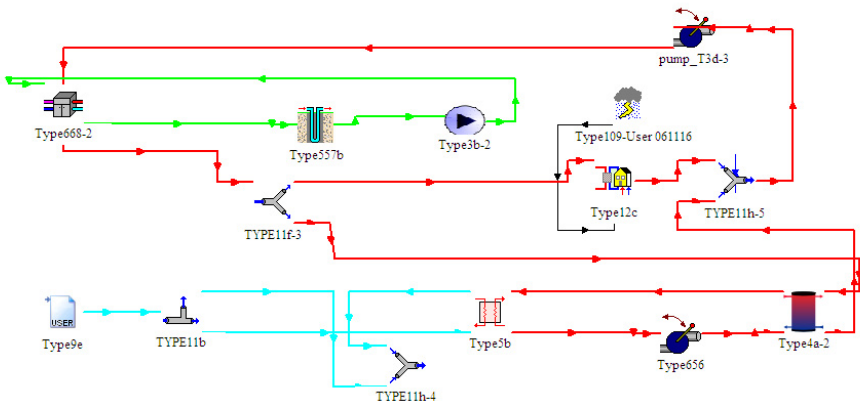 pump_T3d-3
Type668-2
Type557b
Type3b-2
Type109-User 061116
TYPE11f-3
Type12c
TYPE11h-5
USER
Type9e
TYPE11b
TYPE11h-4
Type5b
Type656
Type4a-2